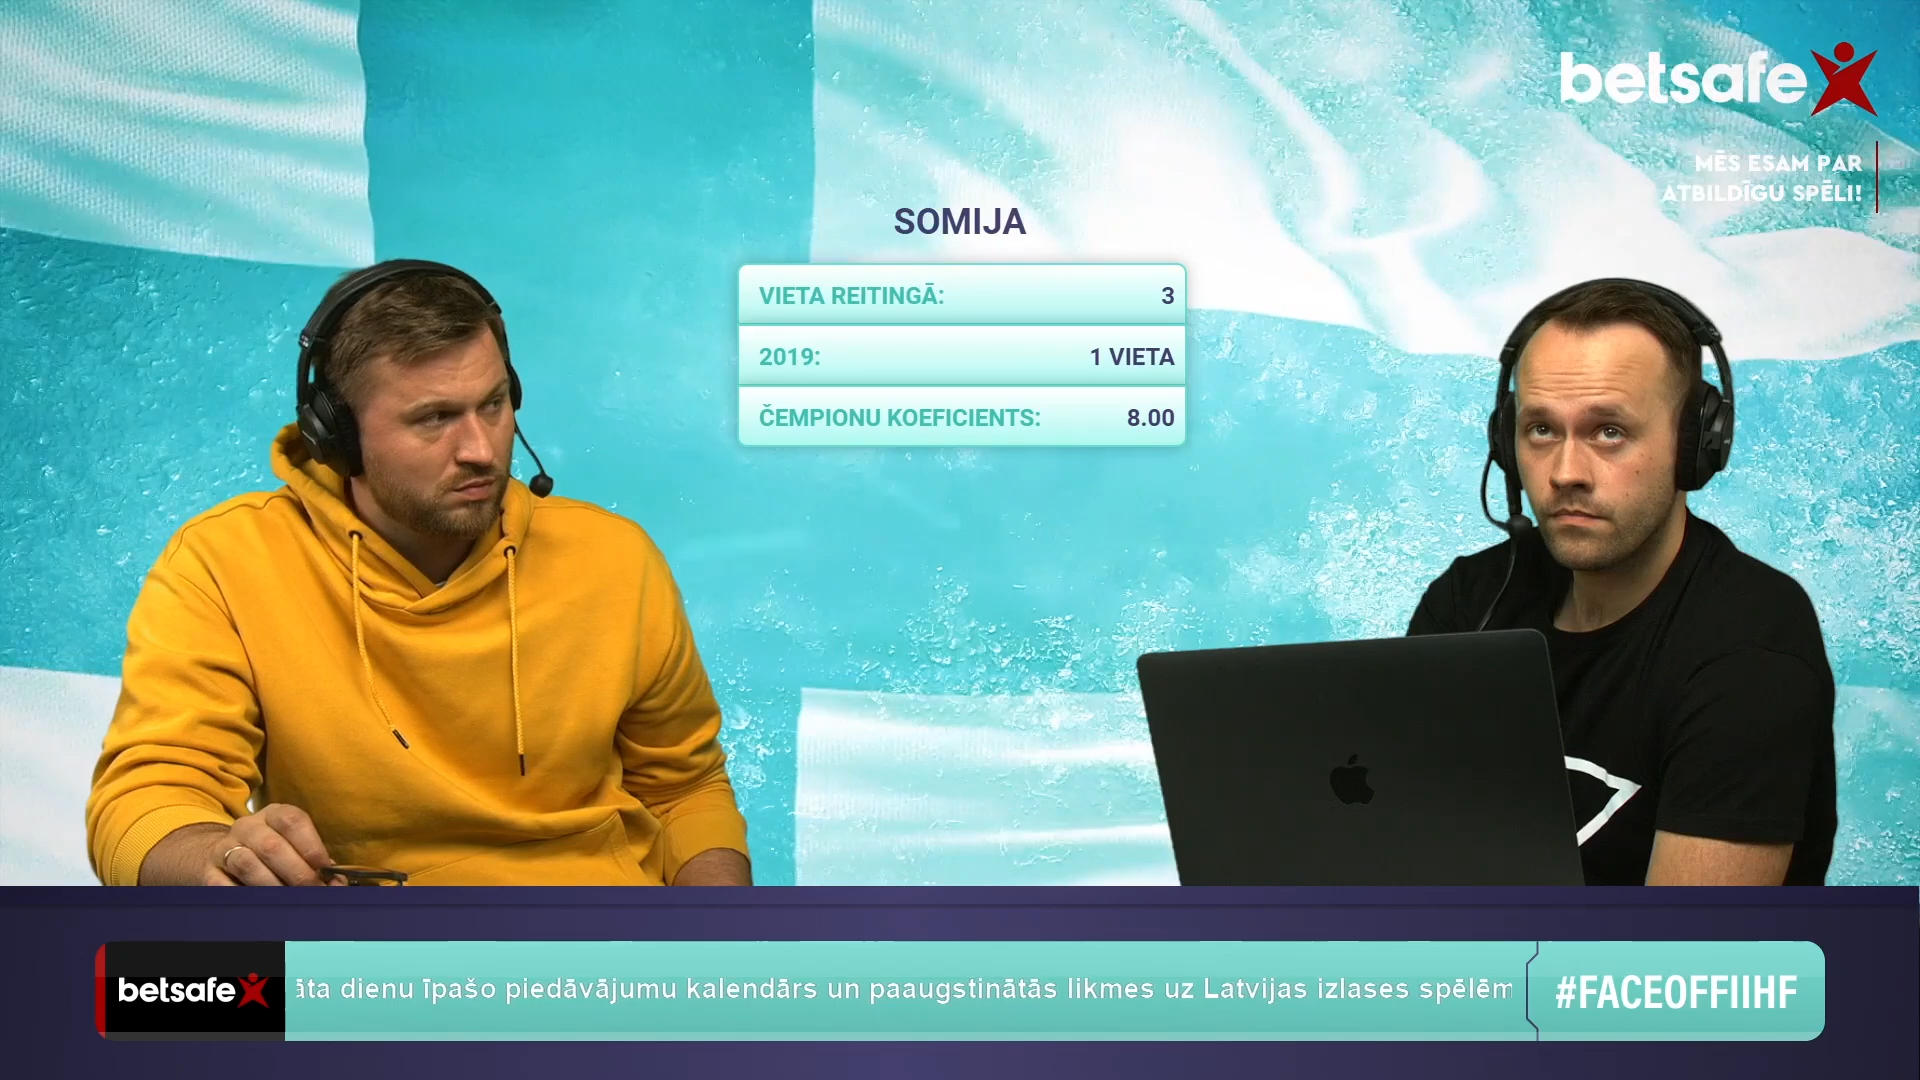 betsafe
MĒS ESAM PAR
ATBILDĪGU SPĒLI!
SOMIJA
VIETA REITINGĀ: 3
2019: 1 VIETA
ČEMPIONU KOEFICIENTS: 8.00
betsafe
dienu īpašo piedāvājumu kalendārs un paaugstinātās likmes uz Latvijas izlases spēlēm
#FACEOFFIIHF